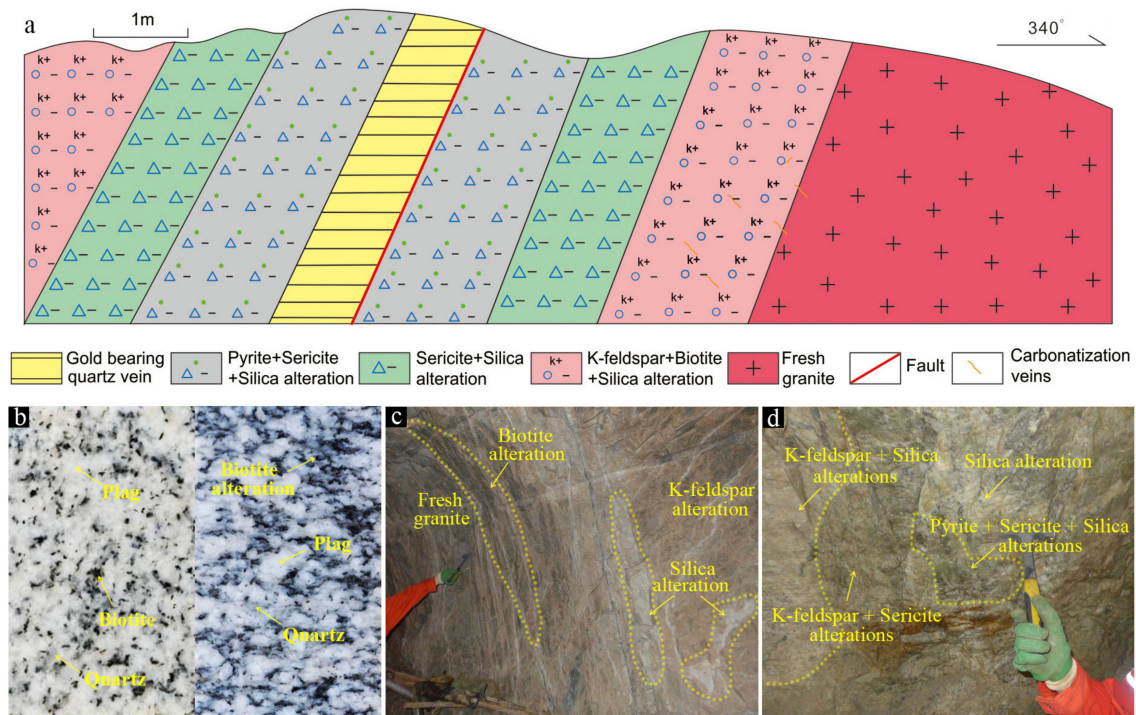 a
1m
340°
Gold bearing
quartz vein
Pyrite+Sericite
+Silica alteration
Sericite+Silica
alteration
k+
K-feldspar+Biotite
+Silica alteration
Fresh
granite
Fault
Carbonatization
veins
b
Plag
Biotite
Quartz
Biotite
alteration
Plag
Quartz
c
Biotite
alteration
Fresh
granite
K-feldspar
alteration
Silica
alteration
d
K-feldspar + Silica
alterations
Silica alteration
Pyrite + Sericite + Silica
alterations
K-feldspar + Sericite
alterations